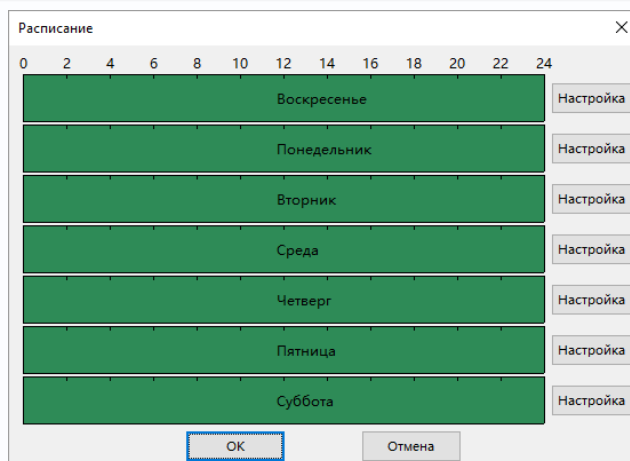 Расписание
0 2 4 6 8 10 12 14 16 18 20 22 24
Воскресенье Настройка
Понедельник Настройка
Вторник Настройка
Среда Настройка
Четверг Настройка
Пятница Настройка
Суббота Настройка
OK Отмена